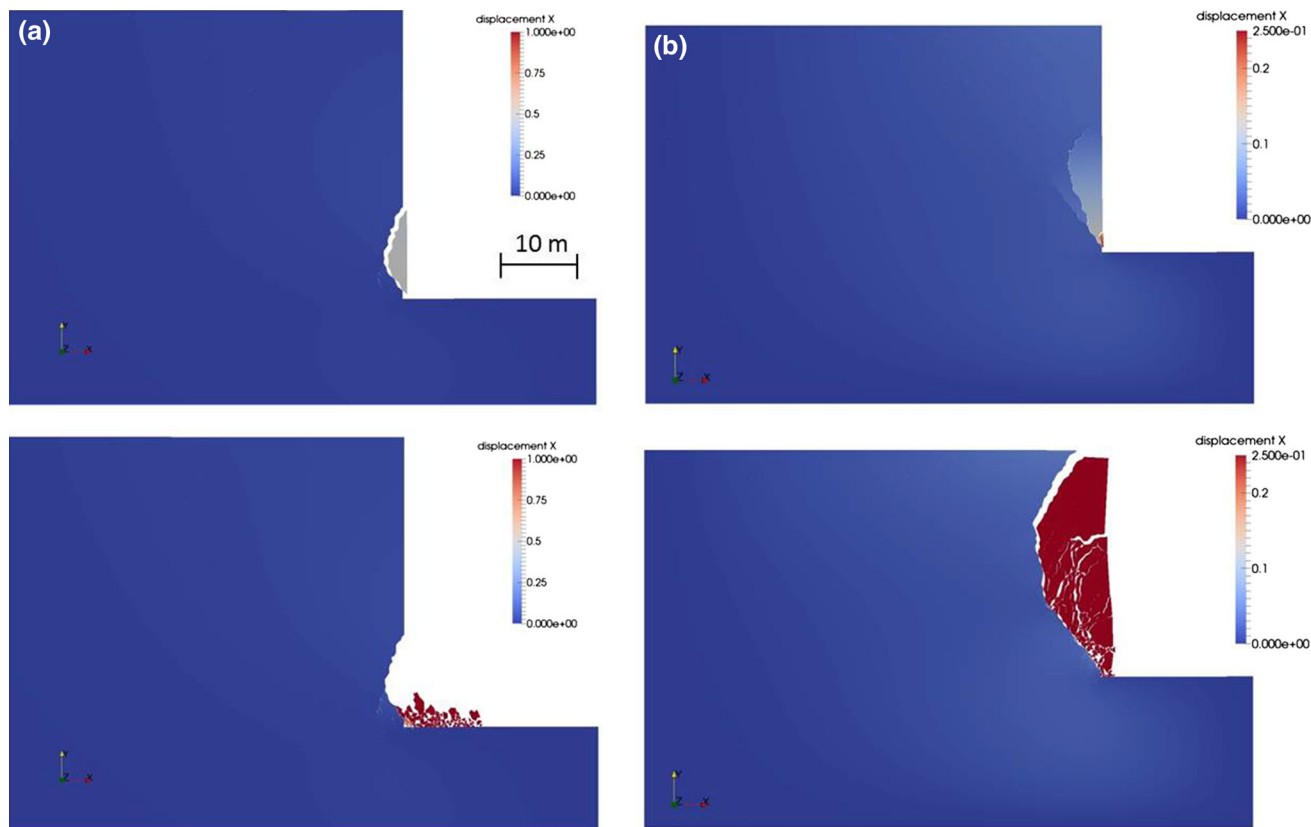 (a)
displacement X
1.000e+00
0.75
0.5
0.25
0.000e+00
10 m
Y
Z X
(b)
displacement X
2.500e-01
0.2
0.1
0.000e+00
Y
Z X
displacement X
1.000e+00
0.75
0.5
0.25
0.000e+00
Y
Z X
displacement X
2.500e-01
0.2
0.1
0.000e+00
Y
Z X